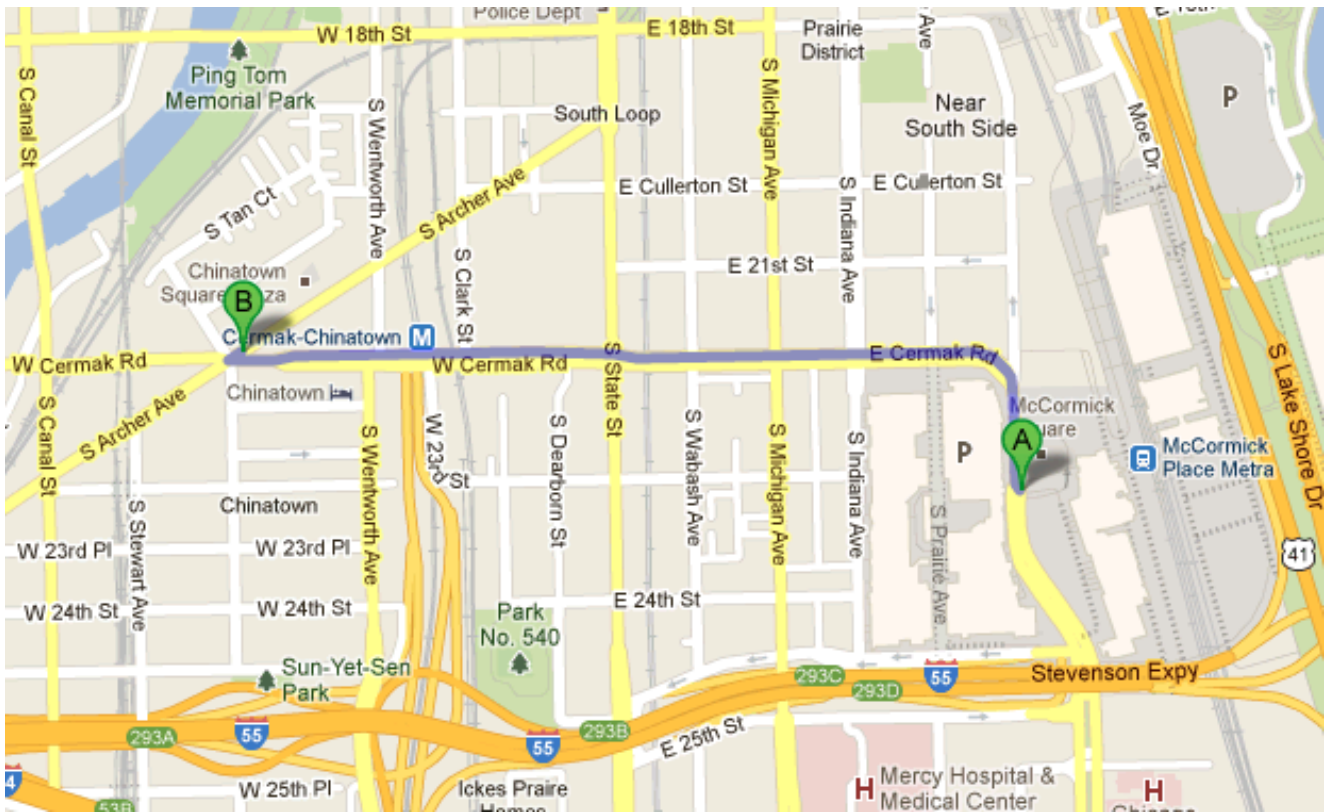 Police Dept
W 18th St
E 18th St
Prairie
District
Ave
S Canal St
Ping Tom
Memorial Park
S Wentworth Ave
South Loop
S Michigan Ave
Near
South Side
P
Moe Dr
S Tan Ct
S Archer Ave
E Cullerton St
S Indiana Ave
E Cullerton St
S Clark St
E 21st St
Chinatown
Square
B
Cermak-Chinatown
M
W Cermak Rd
W Cermak Rd
S State St
E Cermak Rd
S Lake Shore Dr
Chinatown
McCormick
A
S Archer Ave
S Canal St
S Wentworth Ave
W 23rd St
S Dearborn St
S Wabash Ave
S Michigan Ave
S Indiana Ave
P
McCormick
Place Metra
Chinatown
S Stewart Ave
S Prairie Ave
W 23rd Pl
W 23rd Pl
41
W 24th St
W 24th St
Park
No. 540
E 24th St
P
Sun-Yet-Sen
Park
293C
293D
55
Stevenson Expy
293A
55
55
293B
E 25th St
W 25th Pl
Ickes Prairie
H
Mercy Hospital &
Medical Center
H
53B